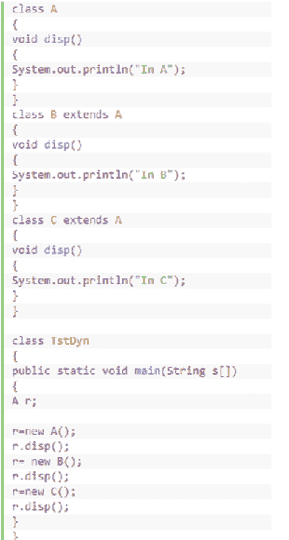 class A
{
void disp()
{
System.out.println("In A");
}
}
class B extends A
{
void disp()
{
System.out.println("In B");
}
}
class C extends A
{
void disp()
{
System.out.println("In C");
}
}
class TstDyn
{
public static void main(String s[])
{
A r;
r=new A();
r.disp();
r= new B();
r.disp();
r=new C();
r.disp();
}
}